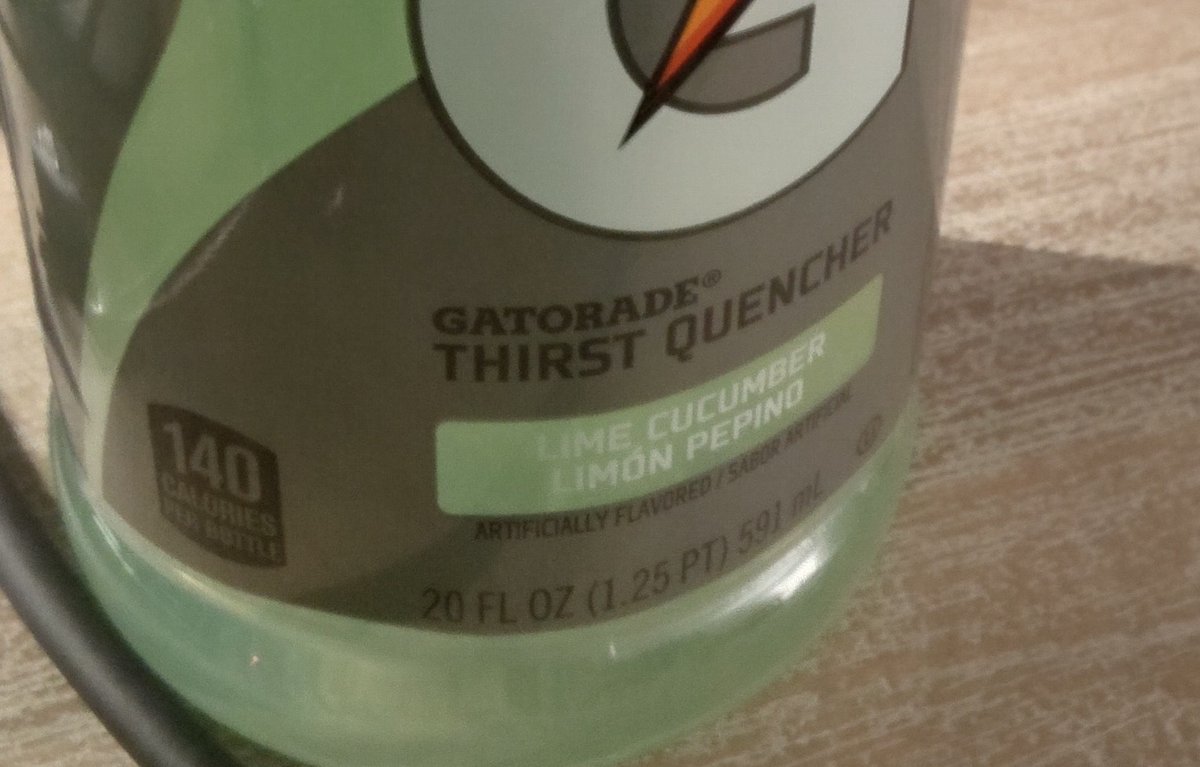 GATORADE®
THIRST QUENCHER
LIME CUCUMBER
LIMÓN PEPINO
ARTIFICIALLY FLAVORED / SABOR ARTIFICIAL
20 FL OZ (1.25 PT) 591 mL
140
CALORIES
PER BOTTLE